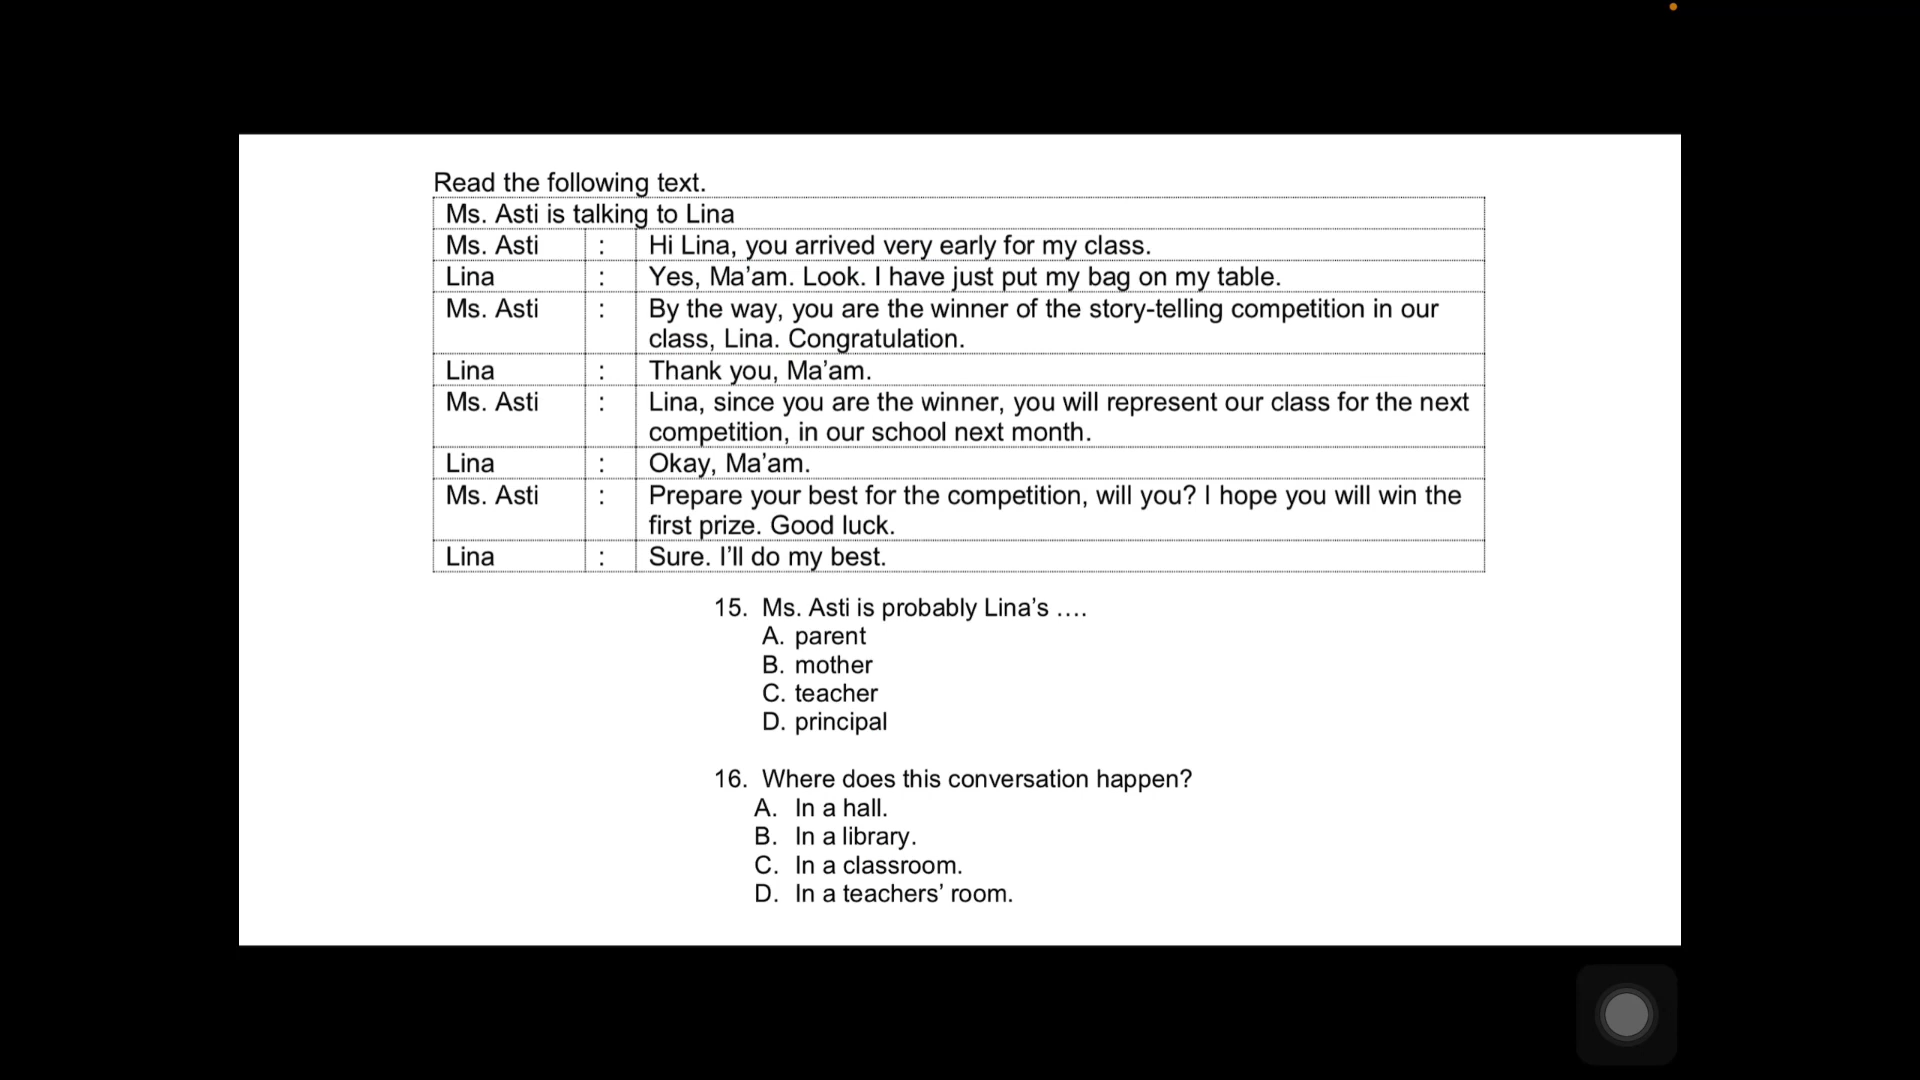 Read the following text.
Ms. Asti is talking to Lina
Ms. Asti : Hi Lina, you arrived very early for my class.
Lina : Yes, Ma’am. Look. I have just put my bag on my table.
Ms. Asti : By the way, you are the winner of the story-telling competition in our
class, Lina. Congratulation.
Lina : Thank you, Ma’am.
Ms. Asti : Lina, since you are the winner, you will represent our class for the next
competition, in our school next month.
Lina : Okay, Ma’am.
Ms. Asti : Prepare your best for the competition, will you? I hope you will win the
first prize. Good luck.
Lina : Sure. I’ll do my best.
15. Ms. Asti is probably Lina’s ….
A. parent
B. mother
C. teacher
D. principal
16. Where does this conversation happen?
A. In a hall.
B. In a library.
C. In a classroom.
D. In a teachers’ room.